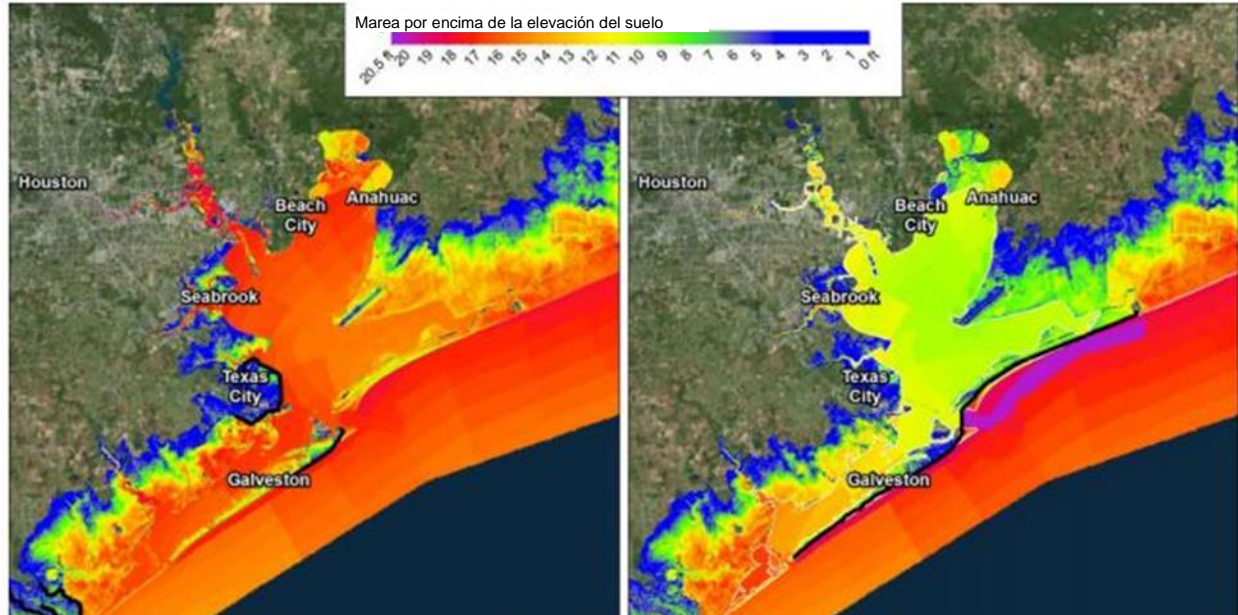 Marea por encima de la elevación del suelo
20.5 ft 20 19 18 17 16 15 14 13 12 11 10 9 8 7 6 5 4 3 2 1 0 ft
Houston
Beach
City
Anahuac
Seabrook
Texas
City
Galveston
Houston
Beach
City
Anahuac
Seabrook
Texas
City
Galveston